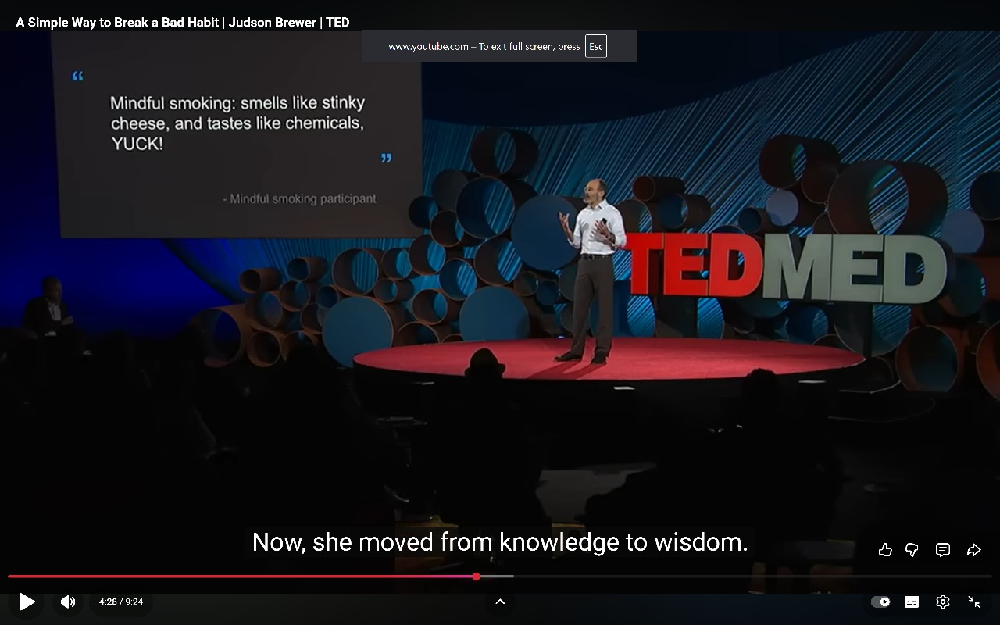 A Simple Way to Break a Bad Habit | Judson Brewer | TED
www.youtube.com – To exit full screen, press Esc
“
Mindful smoking: smells like stinky
cheese, and tastes like chemicals,
YUCK!
”
- Mindful smoking participant
TEDMED
Now, she moved from knowledge to wisdom.
4:28 / 9:24